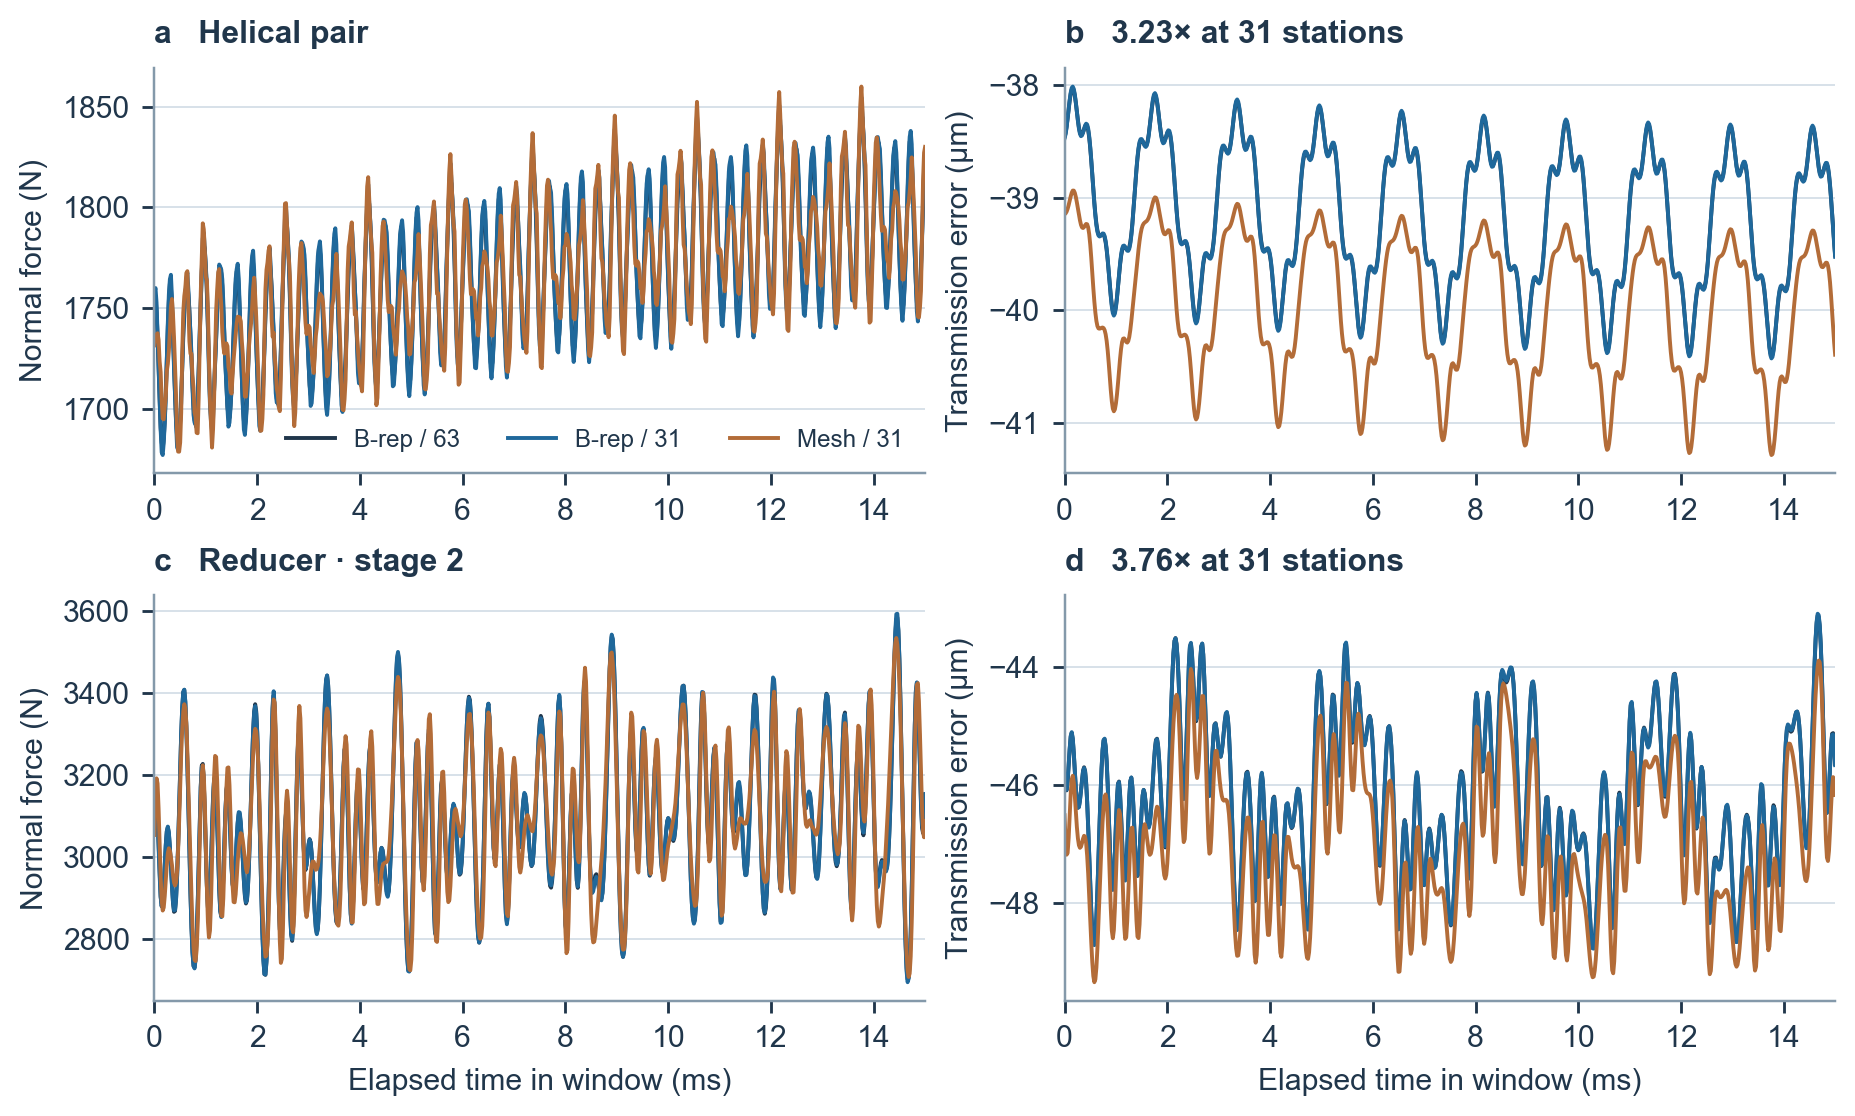 a Helical pair
Normal force (N)
1850
1800
1750
1700
B-rep / 63 B-rep / 31 Mesh / 31
0 2 4 6 8 10 12 14
b 3.23× at 31 stations
Transmission error (μm)
−38
−39
−40
−41
0 2 4 6 8 10 12 14
c Reducer · stage 2
Normal force (N)
3600
3400
3200
3000
2800
0 2 4 6 8 10 12 14
Elapsed time in window (ms)
d 3.76× at 31 stations
Transmission error (μm)
−44
−46
−48
0 2 4 6 8 10 12 14
Elapsed time in window (ms)